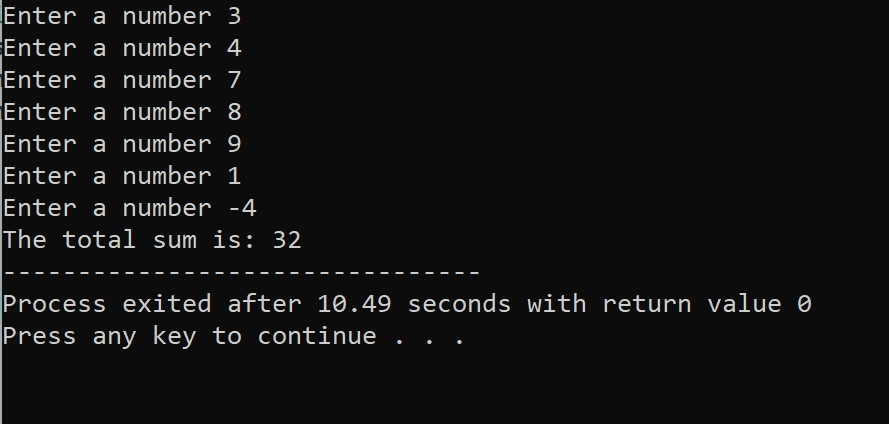 Enter a number 3
Enter a number 4
Enter a number 7
Enter a number 8
Enter a number 9
Enter a number 1
Enter a number -4
The total sum is: 32
--------------------------------
Process exited after 10.49 seconds with return value 0
Press any key to continue . . .